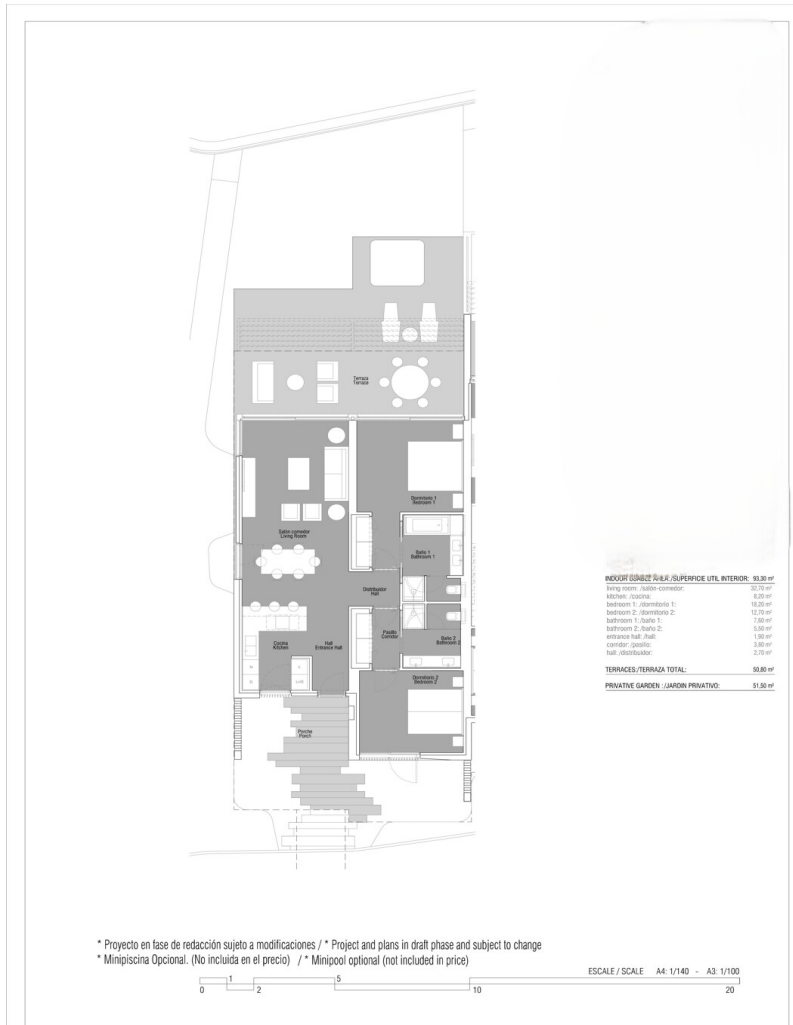 Terraza
Terrace
Dormitorio 1
Bedroom 1
Salón-comedor
Living Room
Baño 1
Bathroom 1
Distribuidor
Hall
Pasillo
Corridor
Cocina
Kitchen
Hall
Entrance Hall
Baño 2
Bathroom 2
Dormitorio 2
Bedroom 2
Porche
Porch
INDOOR USABLE AREA:/SUPERFICIE UTIL INTERIOR: 93,30 m²
living room: /salón-comedor: 32,70 m²
kitchen: /cocina: 8,20 m²
bedroom 1: /dormitorio 1: 18,20 m²
bedroom 2: /dormitorio 2: 12,70 m²
bathroom 1: /baño 1: 7,60 m²
bathroom 2: /baño 2: 5,50 m²
entrance hall: /hall: 1,90 m²
corridor: /pasillo: 3,80 m²
hall: /distribuidor: 2,70 m²
TERRACES:/TERRAZA TOTAL: 50,80 m²
PRIVATIVE GARDEN :/JARDIN PRIVATIVO: 51,50 m²
* Proyecto en fase de redacción sujeto a modificaciones / * Project and plans in draft phase and subject to change
* Minipiscina Opcional. (No incluida en el precio) / * Minipool optional (not included in price)
ESCALE / SCALE A4: 1/140 - A3: 1/100
0 1 2 5 10 20